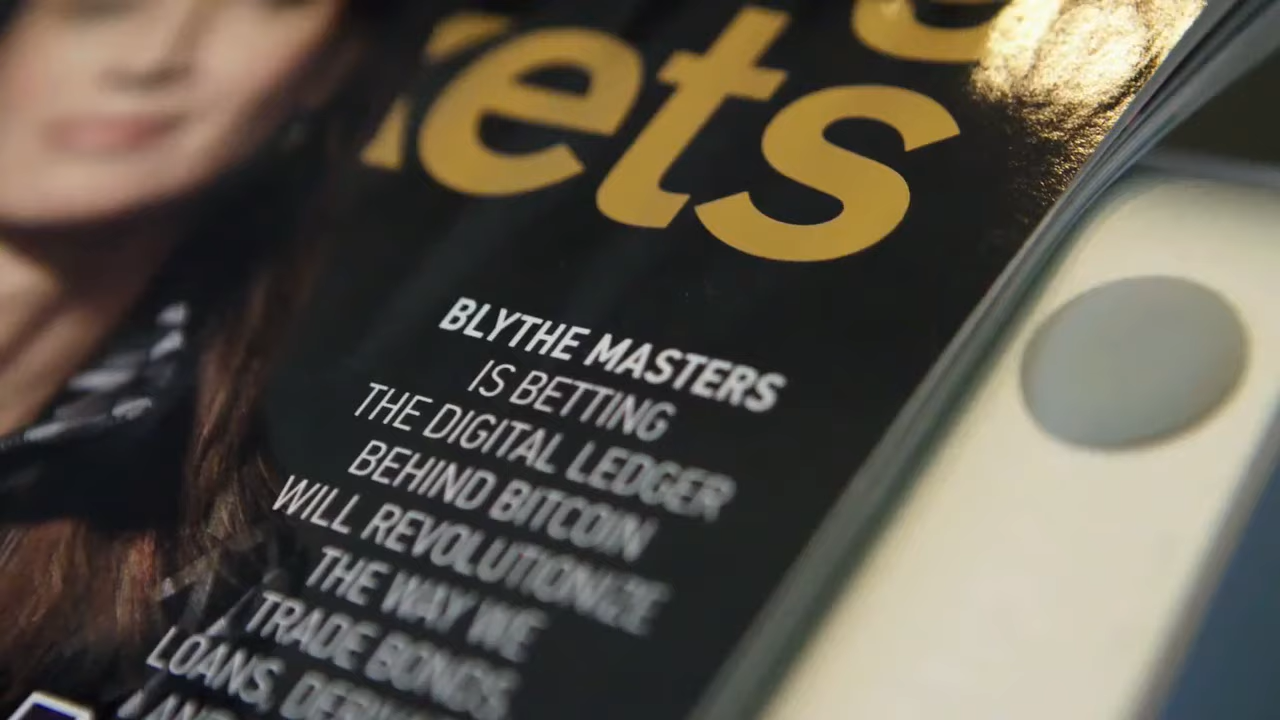 ets
BLYTHE MASTERS
IS BETTING
THE DIGITAL LEDGER
BEHIND BITCOIN
WILL REVOLUTIONIZE
THE WAY WE
TRADE BONDS,
LOANS,